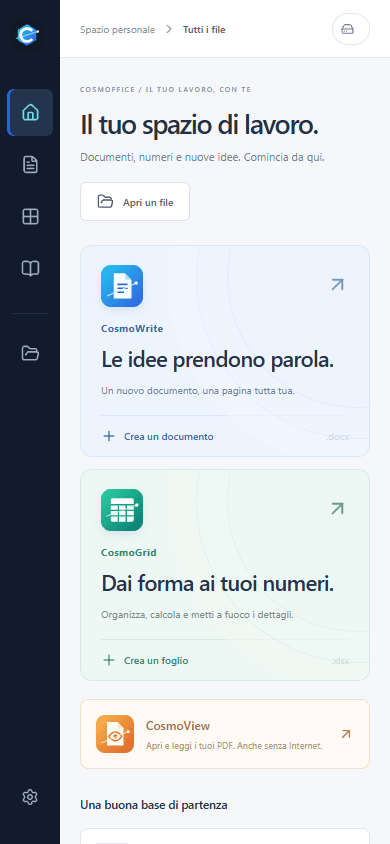 Spazio personale > Tutti i file
COSMOFFICE / IL TUO LAVORO, CON TE
Il tuo spazio di lavoro.
Documenti, numeri e nuove idee. Comincia da qui.
Apri un file
CosmoWrite
Le idee prendono parola.
Un nuovo documento, una pagina tutta tua.
+ Crea un documento
.docx
CosmoGrid
Dai forma ai tuoi numeri.
Organizza, calcola e metti a fuoco i dettagli.
+ Crea un foglio
.xlsx
CosmoView
Apri e leggi i tuoi PDF. Anche senza Internet.
Una buona base di partenza